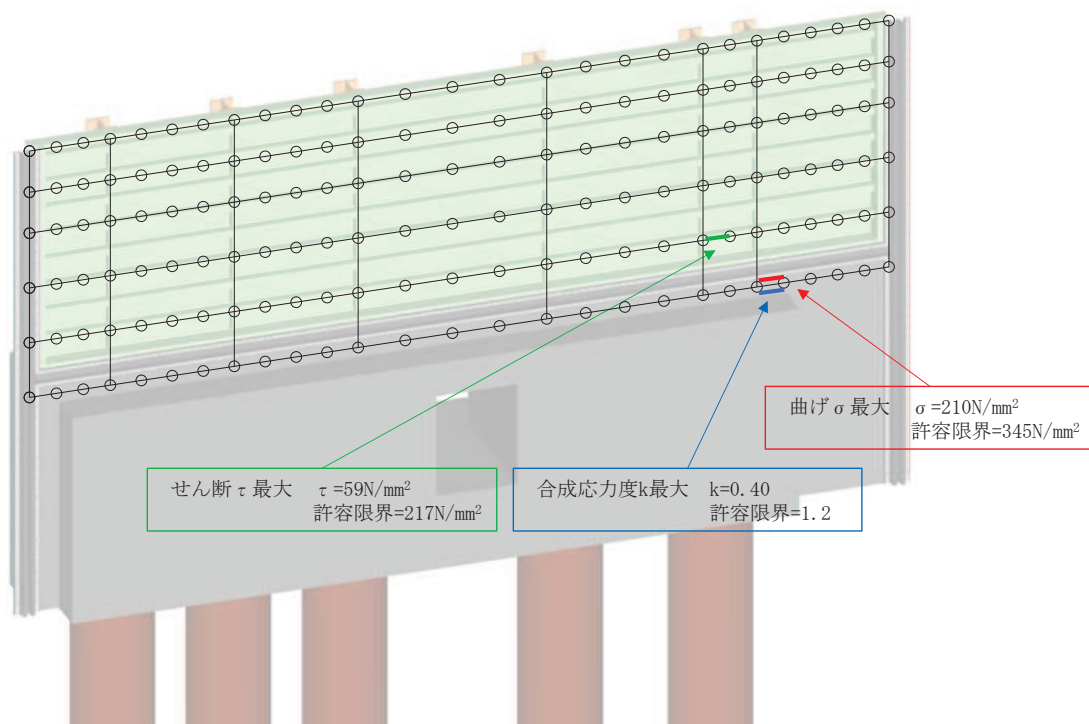 曲げσ最大 σ=210N/mm²
許容限界=345N/mm²
せん断τ最大 τ=59N/mm²
許容限界=217N/mm²
合成応力度k最大 k=0.40
許容限界=1.2